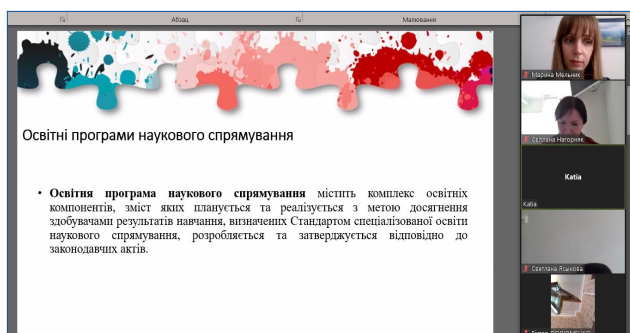 Абзац
Малювання
Освітні програми наукового спрямування
• Освітня програма наукового спрямування містить комплекс освітніх
компонентів, зміст яких планується та реалізується з метою досягнення
здобувачами результатів навчання, визначених Стандартом спеціалізованої освіти
наукового спрямування, розробляється та затверджується відповідно до
законодавчих актів.
Марина Мельник
Світлана Нагорняк
Katia
Katia
Светлана Яськова